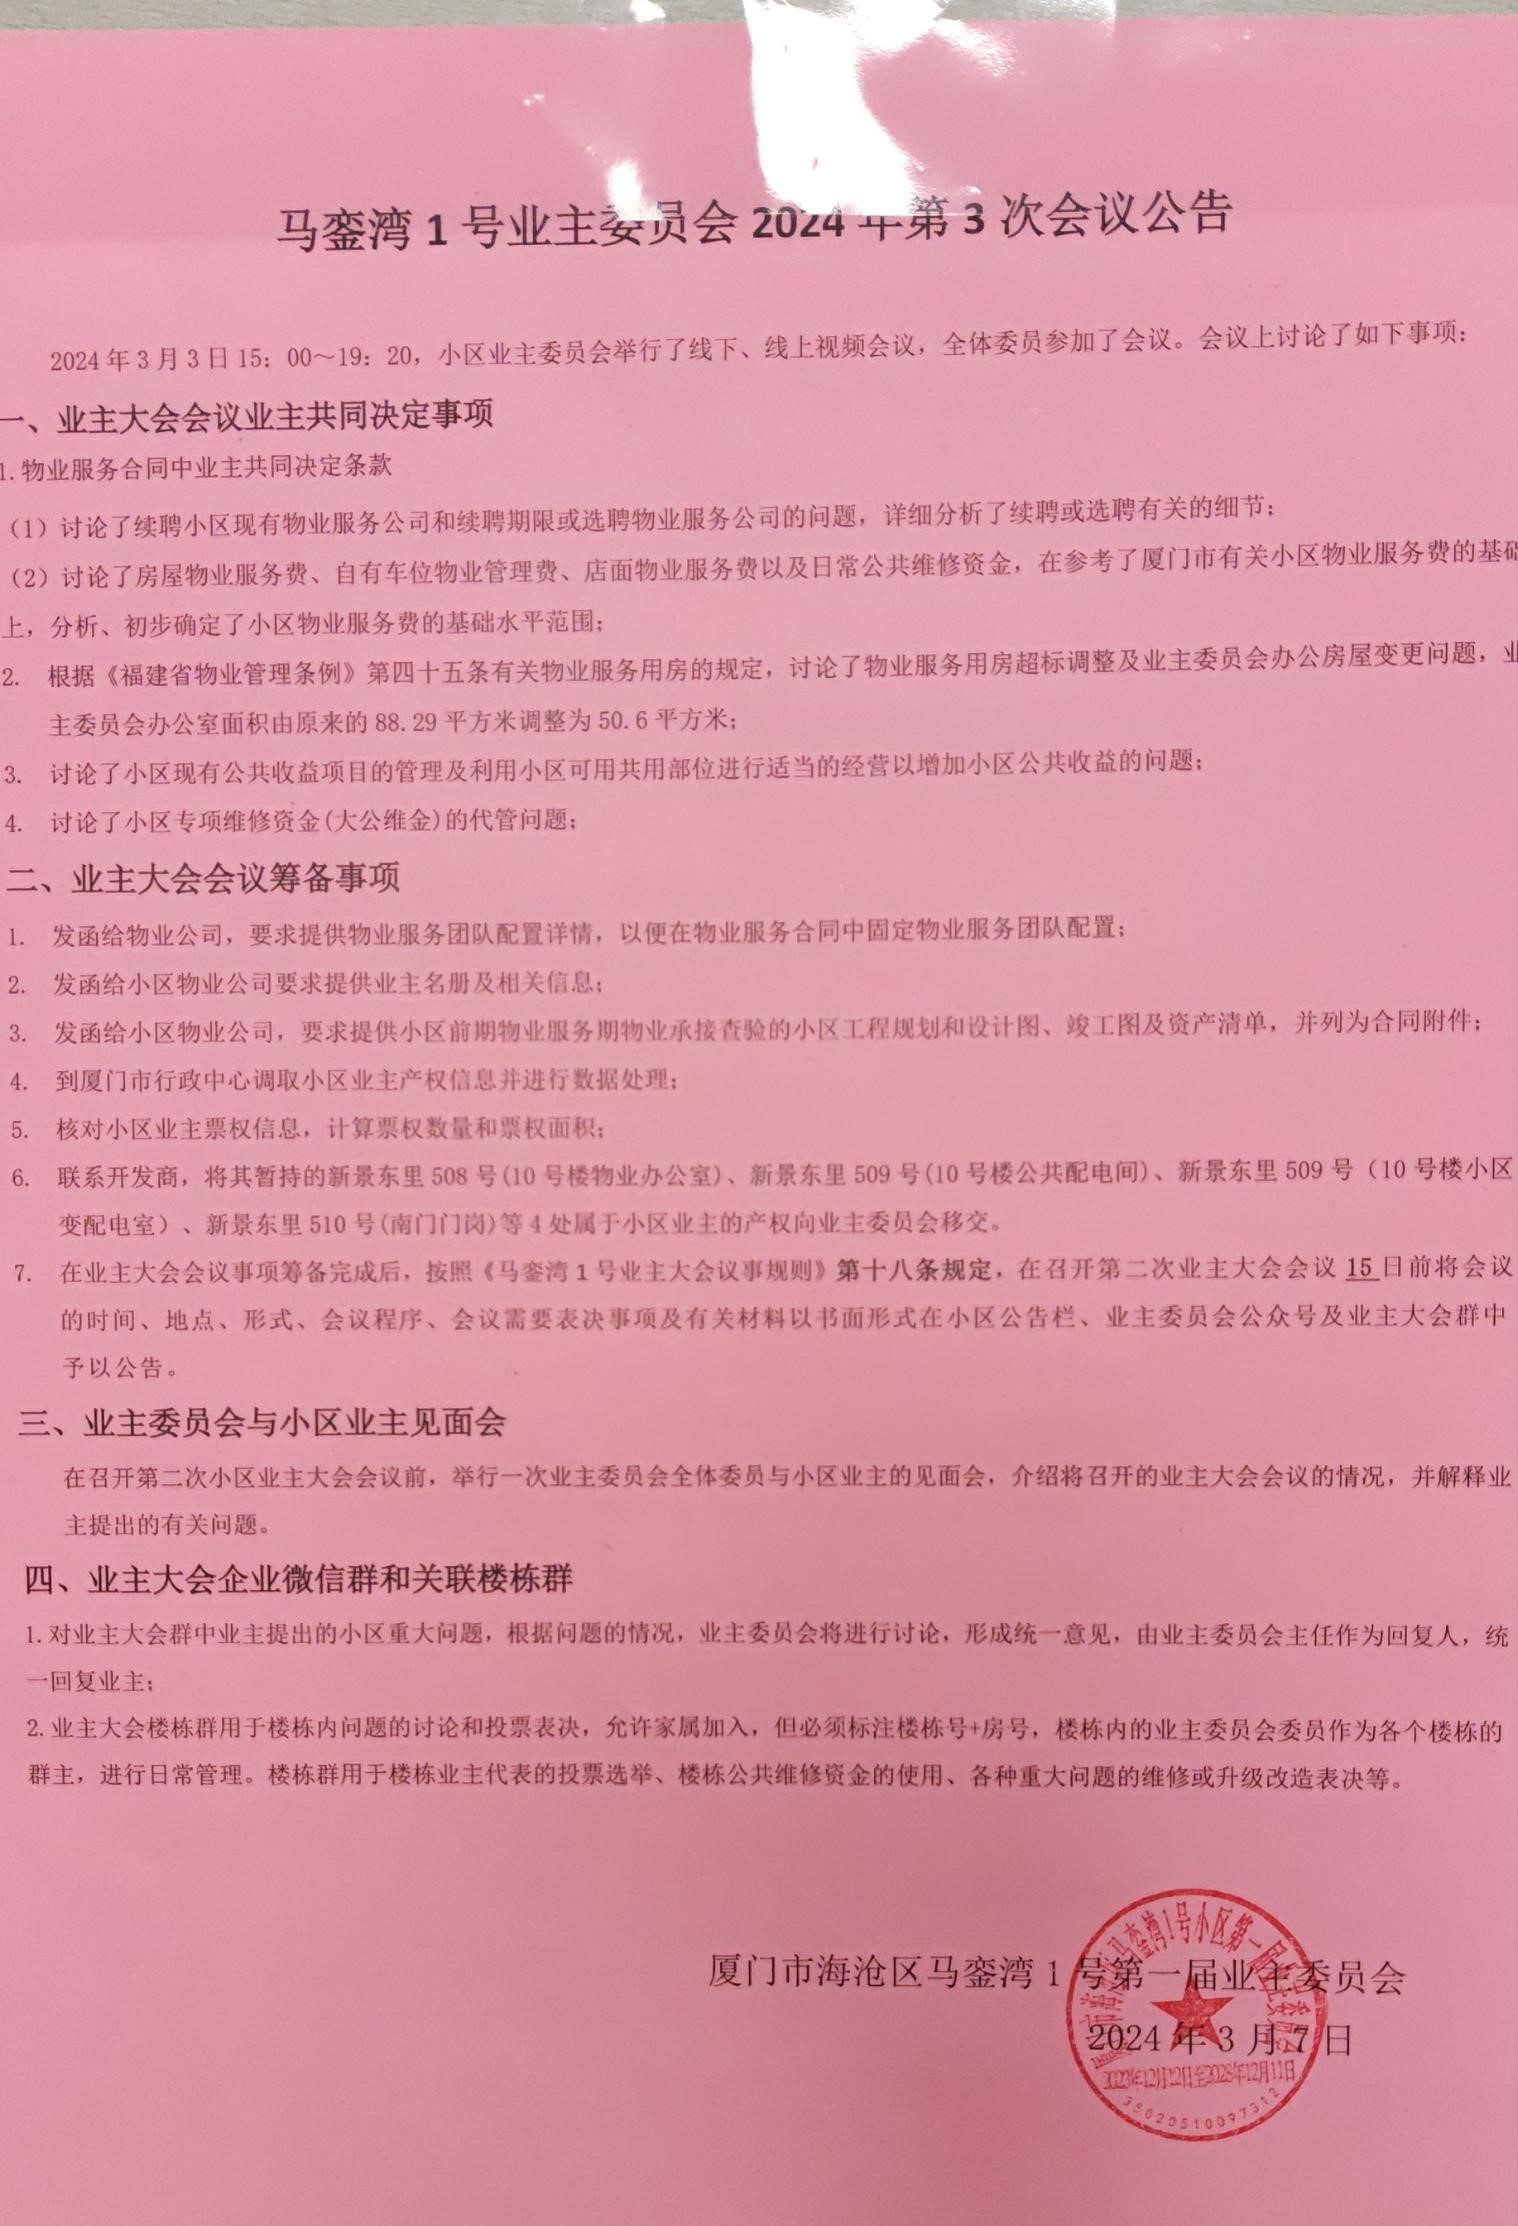 马銮湾1号业主委员会2024年第3次会议公告
2024年3月3日15：00～19：20，小区业主委员会举行了线下、线上视频会议，全体委员参加了会议。会议上讨论了如下事项：
一、业主大会会议业主共同决定事项
1.物业服务合同中业主共同决定条款
（1）讨论了续聘小区现有物业服务公司和续聘期限或选聘物业服务公司的问题，详细分析了续聘或选聘有关的细节；
（2）讨论了房屋物业服务费、自有车位物业管理费、店面物业服务费以及日常公共维修资金，在参考了厦门市有关小区物业服务费的基础
上，分析、初步确定了小区物业服务费的基础水平范围；
2. 根据《福建省物业管理条例》第四十五条有关物业服务用房的规定，讨论了物业服务用房超标调整及业主委员会办公房屋变更问题，业
主委员会办公室面积由原来的88.29平方米调整为50.6平方米；
3. 讨论了小区现有公共收益项目的管理及利用小区可用共用部位进行适当的经营以增加小区公共收益的问题；
4. 讨论了小区专项维修资金(大公维金)的代管问题；
二、业主大会会议筹备事项
1. 发函给物业公司，要求提供物业服务团队配置详情，以便在物业服务合同中固定物业服务团队配置；
2. 发函给小区物业公司要求提供业主名册及相关信息；
3. 发函给小区物业公司，要求提供小区前期物业服务期物业承接查验的小区工程规划和设计图、竣工图及资产清单，并列为合同附件；
4. 到厦门市行政中心调取小区业主产权信息并进行数据处理；
5. 核对小区业主票权信息，计算票权数量和票权面积；
6. 联系开发商，将其暂持的新景东里508号(10号楼物业办公室)、新景东里509号(10号楼公共配电间)、新景东里509号（10号楼小区
变配电室）、新景东里510号(南门门岗)等4处属于小区业主的产权向业主委员会移交。
7. 在业主大会会议事项筹备完成后，按照《马銮湾1号业主大会议事规则》第十八条规定，在召开第二次业主大会会议15日前将会议
的时间、地点、形式、会议程序、会议需要表决事项及有关材料以书面形式在小区公告栏、业主委员会公众号及业主大会群中
予以公告。
三、业主委员会与小区业主见面会
在召开第二次小区业主大会会议前，举行一次业主委员会全体委员与小区业主的见面会，介绍将召开的业主大会会议的情况，并解释业
主提出的有关问题。
四、业主大会企业微信群和关联楼栋群
1.对业主大会群中业主提出的小区重大问题，根据问题的情况，业主委员会将进行讨论，形成统一意见，由业主委员会主任作为回复人，统
一回复业主；
2.业主大会楼栋群用于楼栋内问题的讨论和投票表决，允许家属加入，但必须标注楼栋号+房号，楼栋内的业主委员会委员作为各个楼栋的
群主，进行日常管理。楼栋群用于楼栋业主代表的投票选举、楼栋公共维修资金的使用、各种重大问题的维修或升级改造表决等。
厦门市海沧区马銮湾1号第一届业主委员会
2024年3月7日
马銮湾1号小区第一届业主委员会
2023年12月12日至2028年12月11日
35020510097312